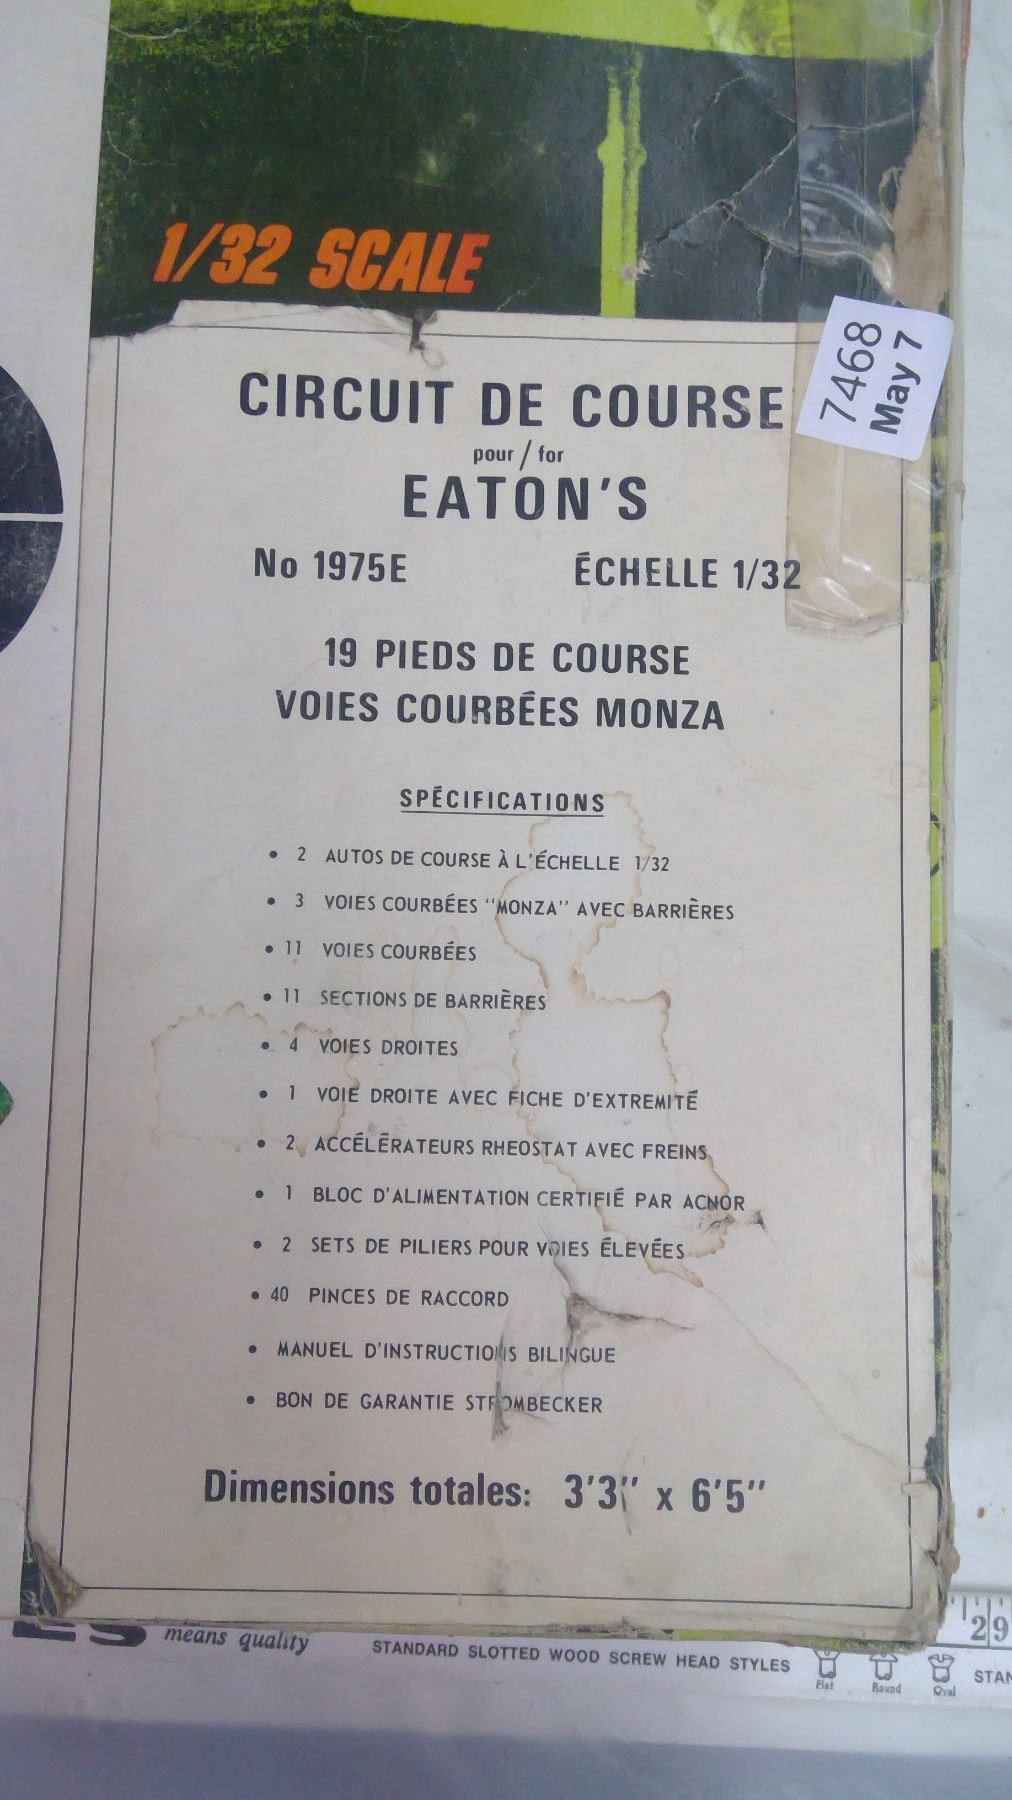 1/32 SCALE
7468
May 7
CIRCUIT DE COURSE
pour / for
EATON'S
No 1975E ÉCHELLE 1/32
19 PIEDS DE COURSE
VOIES COURBÉES MONZA
SPÉCIFICATIONS
• 2 AUTOS DE COURSE À L'ÉCHELLE 1/32
• 3 VOIES COURBÉES "MONZA" AVEC BARRIÈRES
• 11 VOIES COURBÉES
• 11 SECTIONS DE BARRIÈRES
• 4 VOIES DROITES
• 1 VOIE DROITE AVEC FICHE D'EXTREMITÉ
• 2 ACCÉLÉRATEURS RHEOSTAT AVEC FREINS
• 1 BLOC D'ALIMENTATION CERTIFIÉ PAR ACNOR
• 2 SETS DE PILIERS POUR VOIES ÉLEVÉES
• 40 PINCES DE RACCORD
• MANUEL D'INSTRUCTIONS BILINGUE
• BON DE GARANTIE STROMBECKER
Dimensions totales: 3'3" x 6'5"
29
means quality STANDARD SLOTTED WOOD SCREW HEAD STYLES
Flat Round Oval STAN